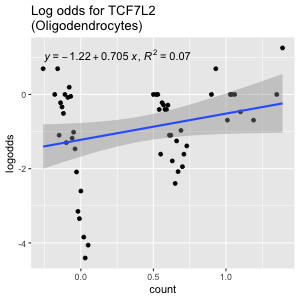 Log odds for TCF7L2
(Oligodendrocytes)
y = −1.22 + 0.705 x, R² = 0.07
0
-2
-4
logodds
0.0 0.5 1.0
count